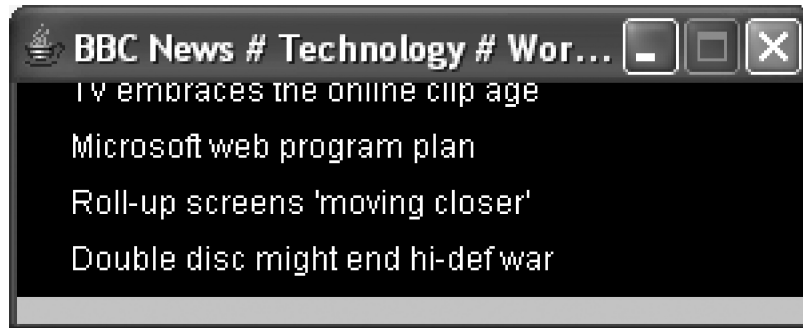 BBC News # Technology # Wor...
TV embraces the online clip age
Microsoft web program plan
Roll-up screens 'moving closer'
Double disc might end hi-def war